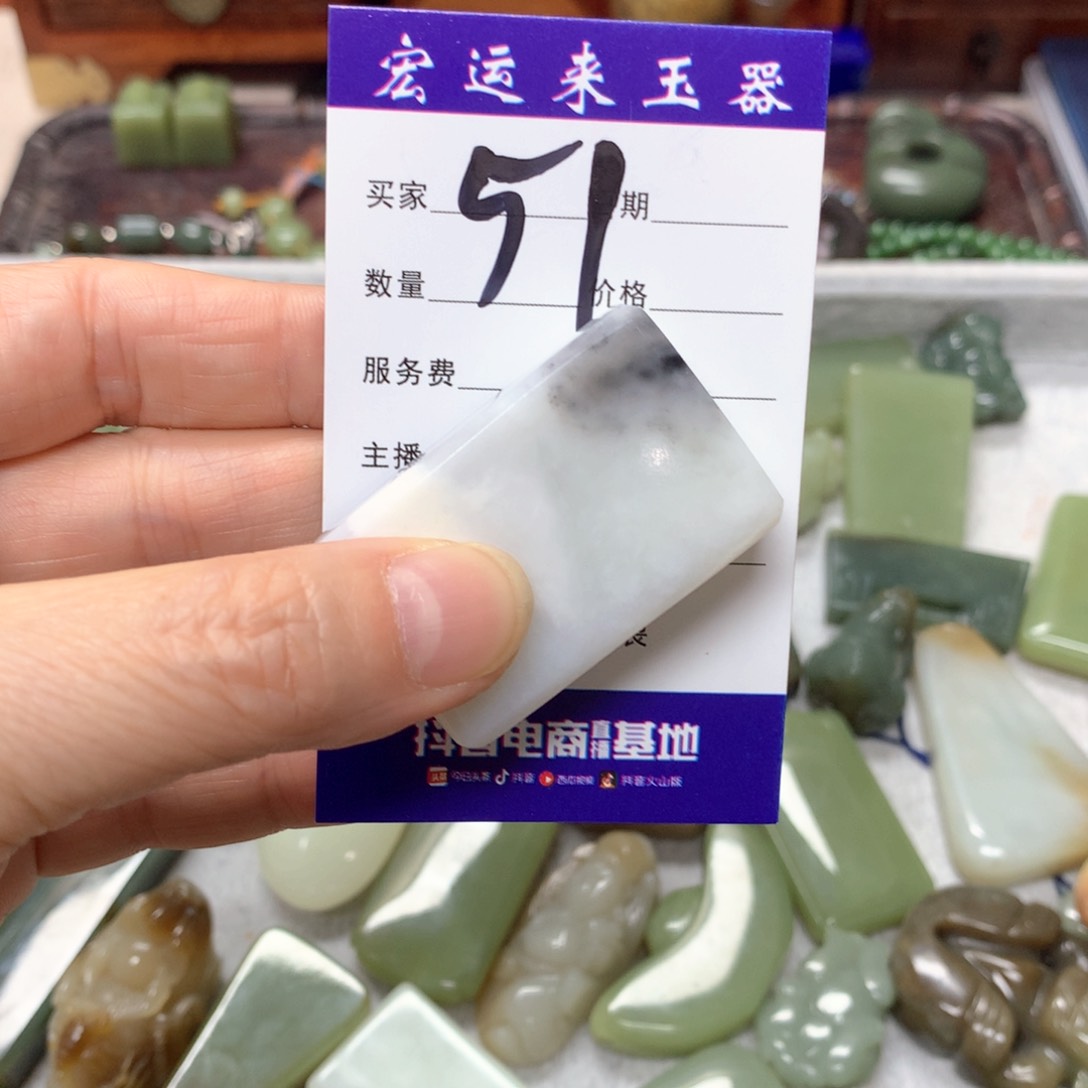 宏运来玉器
51
买家 期
数量 价格
服务费
主播
抖音电商直播基地
今日头条 抖音 西瓜视频 抖音火山版